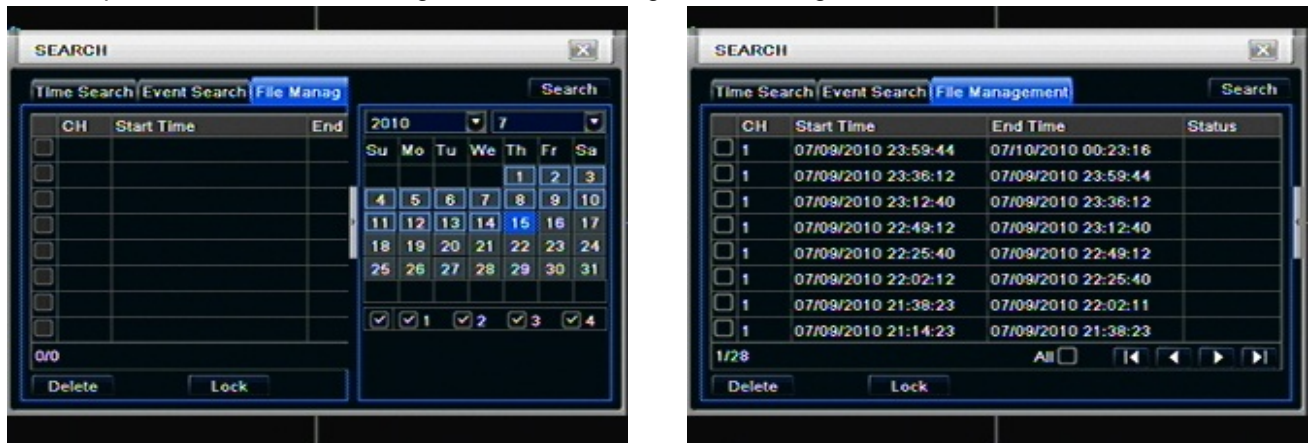 SEARCH
Time Search Event Search File Manag Search
CH Start Time End
2010 7
Su Mo Tu We Th Fr Sa
1 2 3
4 5 6 7 8 9 10
11 12 13 14 15 16 17
18 19 20 21 22 23 24
25 26 27 28 29 30 31
1 2 3 4
0/0
Delete Lock
SEARCH
Time Search Event Search File Management Search
CH Start Time End Time Status
1 07/09/2010 23:59:44 07/10/2010 00:23:16
1 07/09/2010 23:36:12 07/09/2010 23:59:44
1 07/09/2010 23:12:40 07/09/2010 23:36:12
1 07/09/2010 22:49:12 07/09/2010 23:12:40
1 07/09/2010 22:25:40 07/09/2010 22:49:12
1 07/09/2010 22:02:12 07/09/2010 22:25:40
1 07/09/2010 21:38:23 07/09/2010 22:02:11
1 07/09/2010 21:14:23 07/09/2010 21:38:23
1/28 All
Delete Lock